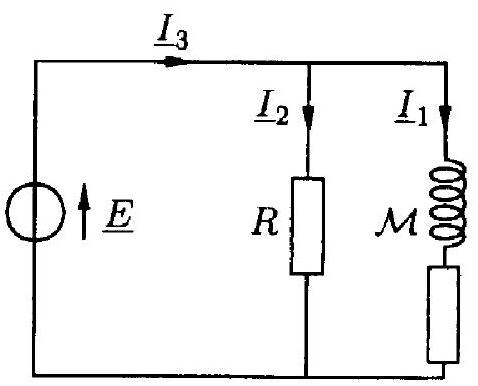 I₃
I₂ I₁
E R ℳ